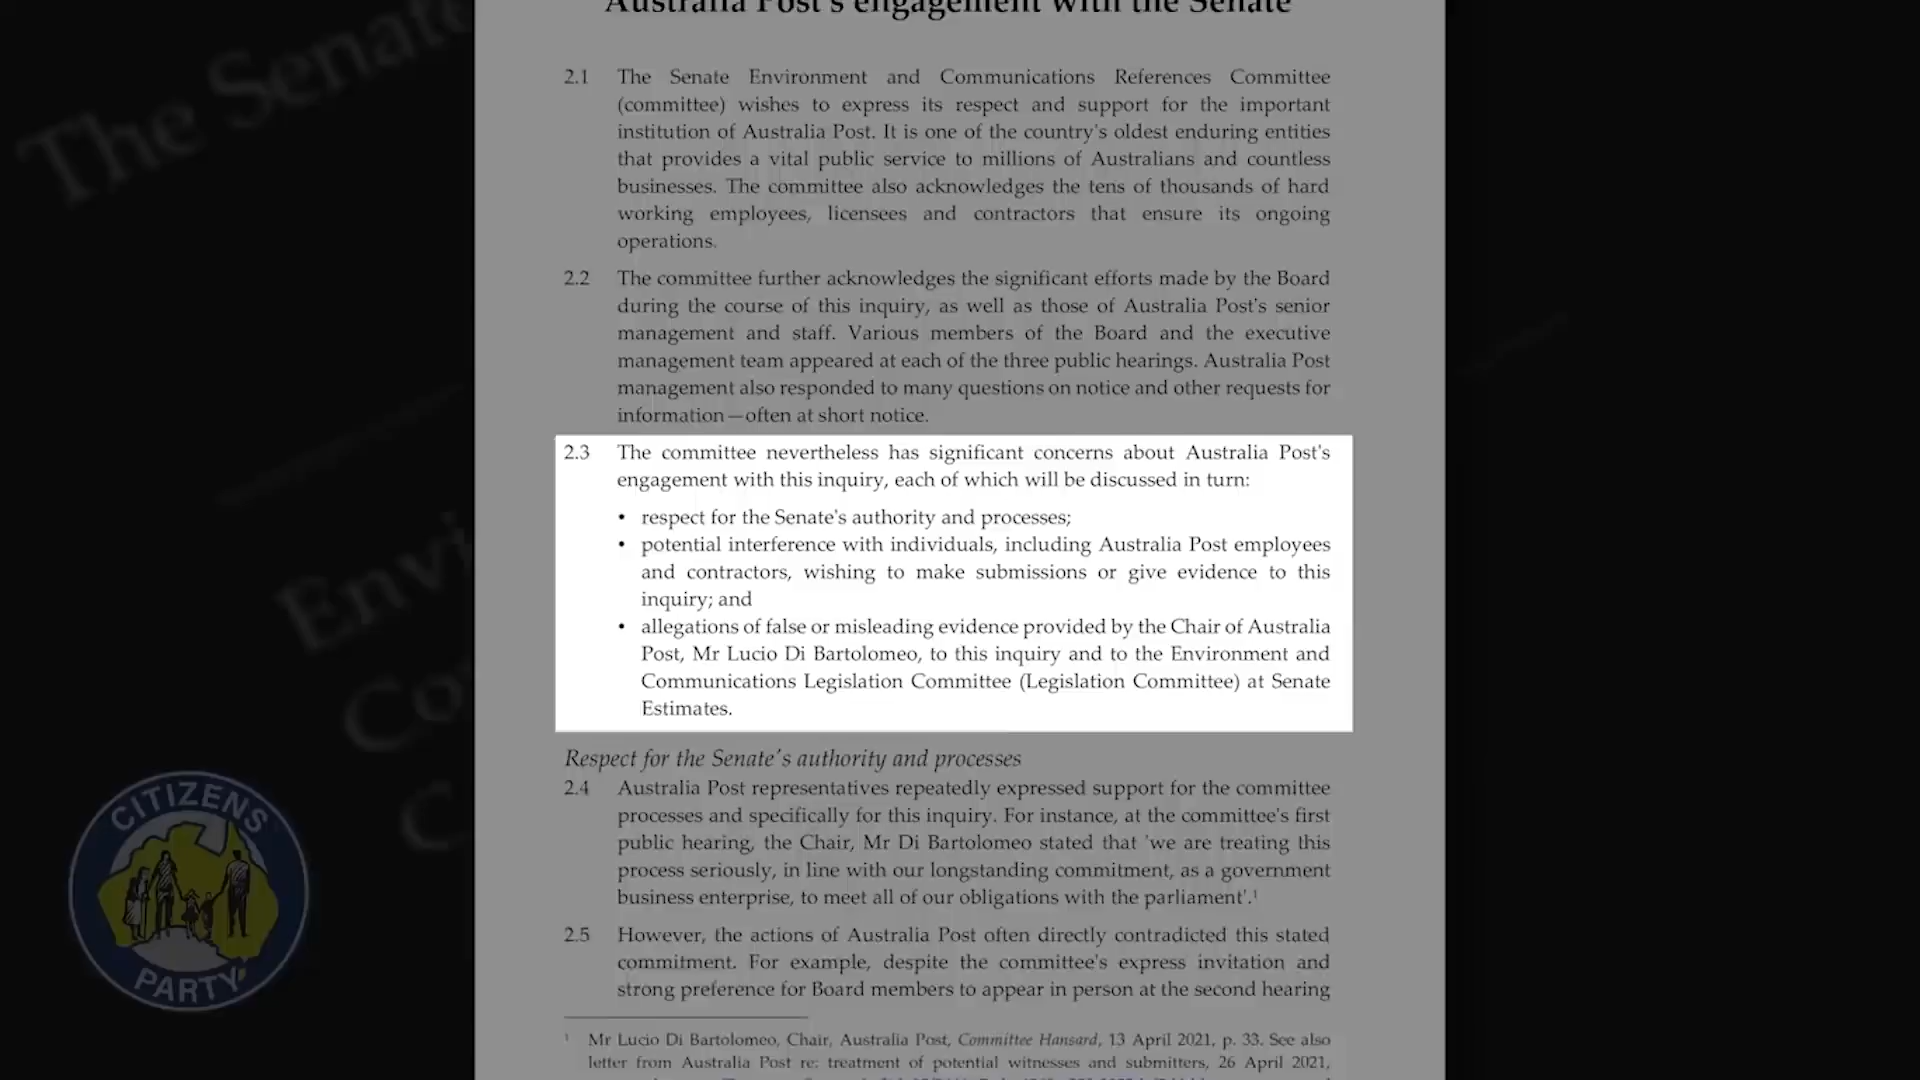 Australia Post's engagement with the Senate
The Senate
2.1 The Senate Environment and Communications References Committee
(committee) wishes to express its respect and support for the important
institution of Australia Post. It is one of the country's oldest enduring entities
that provides a vital public service to millions of Australians and countless
businesses. The committee also acknowledges the tens of thousands of hard
working employees, licensees and contractors that ensure its ongoing
operations.
2.2 The committee further acknowledges the significant efforts made by the Board
during the course of this inquiry, as well as those of Australia Post's senior
management and staff. Various members of the Board and the executive
management team appeared at each of the three public hearings. Australia Post
management also responded to many questions on notice and other requests for
information—often at short notice.
2.3 The committee nevertheless has significant concerns about Australia Post's
engagement with this inquiry, each of which will be discussed in turn:
• respect for the Senate's authority and processes;
• potential interference with individuals, including Australia Post employees
and contractors, wishing to make submissions or give evidence to this
inquiry; and
• allegations of false or misleading evidence provided by the Chair of Australia
Post, Mr Lucio Di Bartolomeo, to this inquiry and to the Environment and
Communications Legislation Committee (Legislation Committee) at Senate
Estimates.
Respect for the Senate's authority and processes
2.4 Australia Post representatives repeatedly expressed support for the committee
processes and specifically for this inquiry. For instance, at the committee's first
public hearing, the Chair, Mr Di Bartolomeo stated that 'we are treating this
process seriously, in line with our longstanding commitment, as a government
business enterprise, to meet all of our obligations with the parliament'.¹
2.5 However, the actions of Australia Post often directly contradicted this stated
commitment. For example, despite the committee's express invitation and
strong preference for Board members to appear in person at the second hearing
¹ Mr Lucio Di Bartolomeo, Chair, Australia Post, Committee Hansard, 13 April 2021, p. 33. See also
letter from Australia Post re: treatment of potential witnesses and submitters, 26 April 2021,
Envi
Co
C
CITIZENS
PARTY